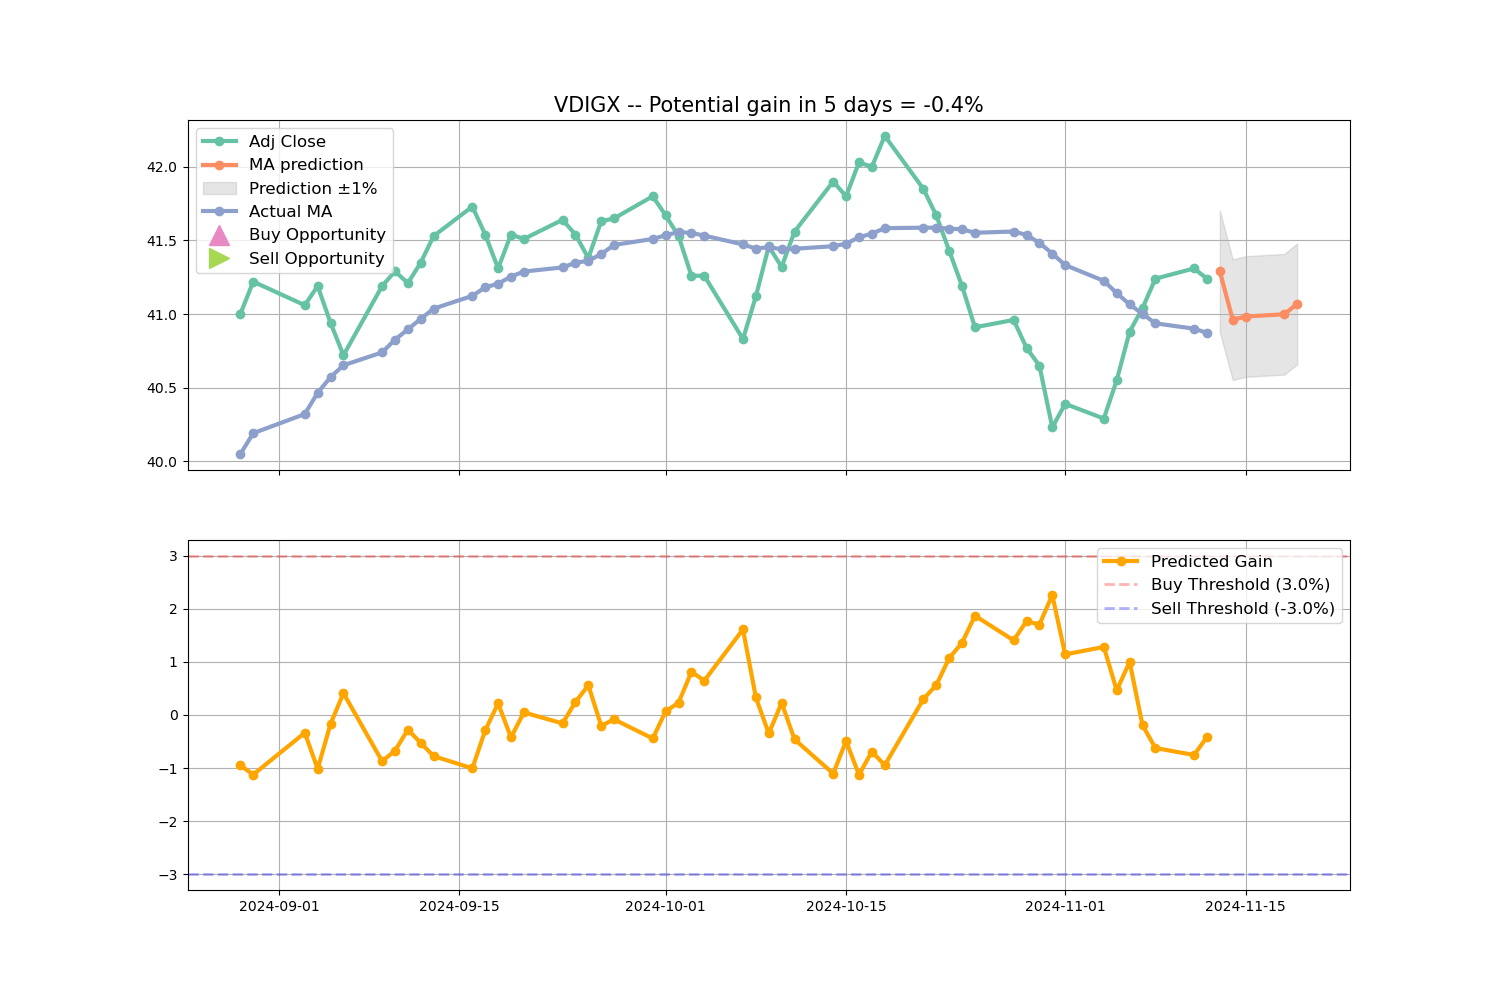 VDIGX -- Potential gain in 5 days = -0.4%
Adj Close
MA prediction
Prediction ±1%
Actual MA
Buy Opportunity
Sell Opportunity
42.0
41.5
41.0
40.5
40.0
Predicted Gain
Buy Threshold (3.0%)
Sell Threshold (-3.0%)
3
2
1
0
−1
−2
−3
2024-09-01 2024-09-15 2024-10-01 2024-10-15 2024-11-01 2024-11-15